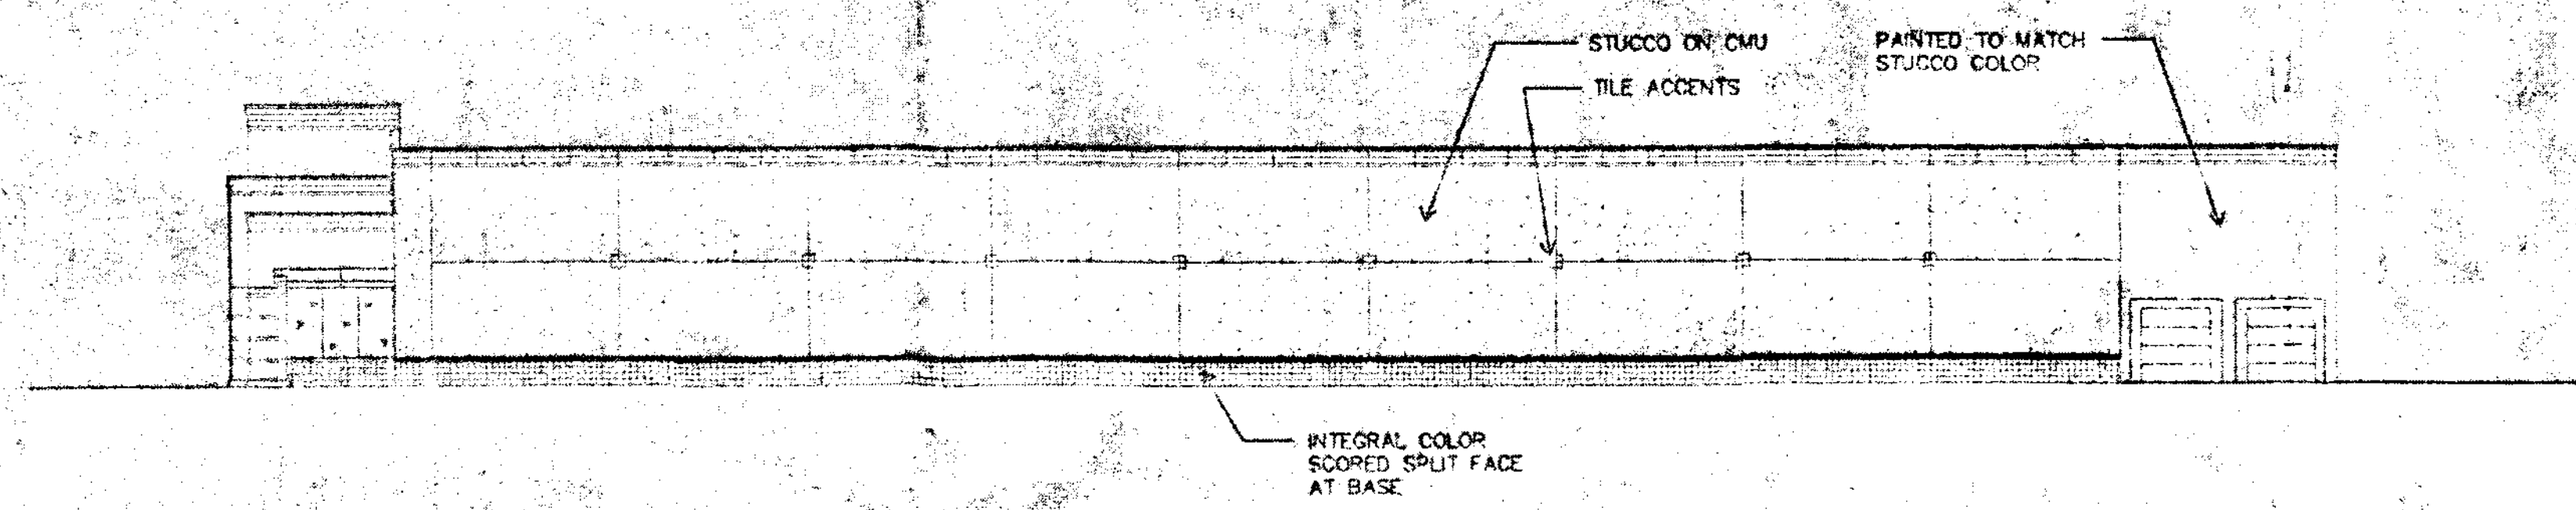 STUCCO ON CMU
TILE ACCENTS
PAINTED TO MATCH
STUCCO COLOR
INTEGRAL COLOR
SCORED SPLIT FACE
AT BASE